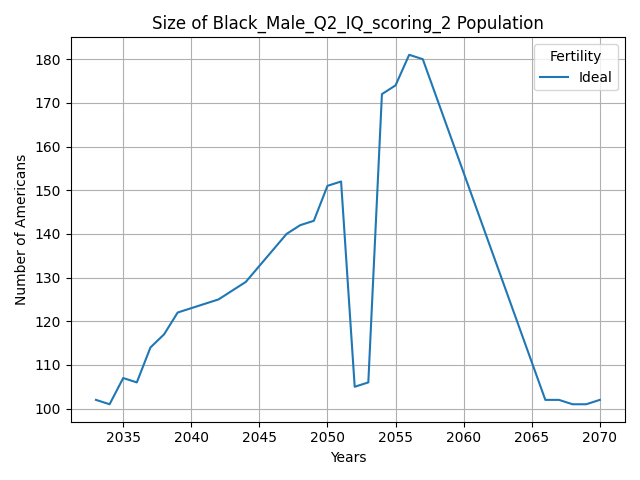 Size of Black_Male_Q2_IQ_scoring_2 Population
Fertility
Ideal
Number of Americans
180
170
160
150
140
130
120
110
100
2035 2040 2045 2050 2055 2060 2065 2070
Years